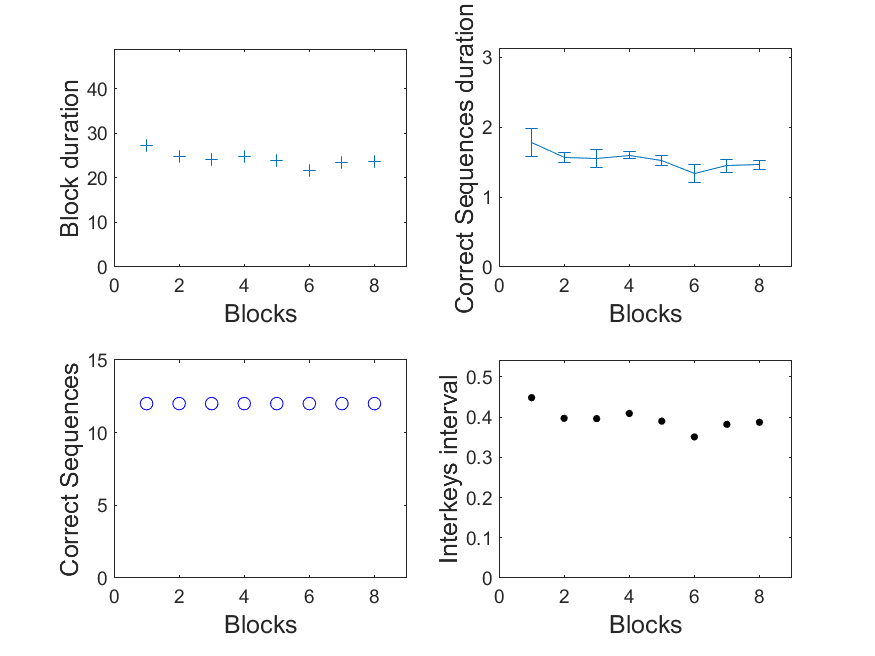 Block duration
40
30
20
10
0
0 2 4 6 8
Blocks
Correct Sequences duration
3
2
1
0
0 2 4 6 8
Blocks
Correct Sequences
15
10
5
0
0 2 4 6 8
Blocks
Interkeys interval
0.5
0.4
0.3
0.2
0.1
0
0 2 4 6 8
Blocks